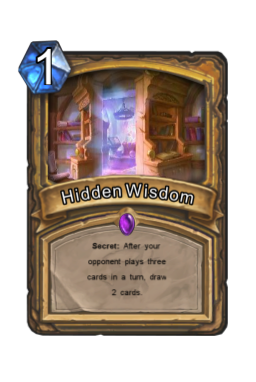 1
Hidden Wisdom
Secret: After your
opponent plays three
cards in a turn, draw
2 cards.